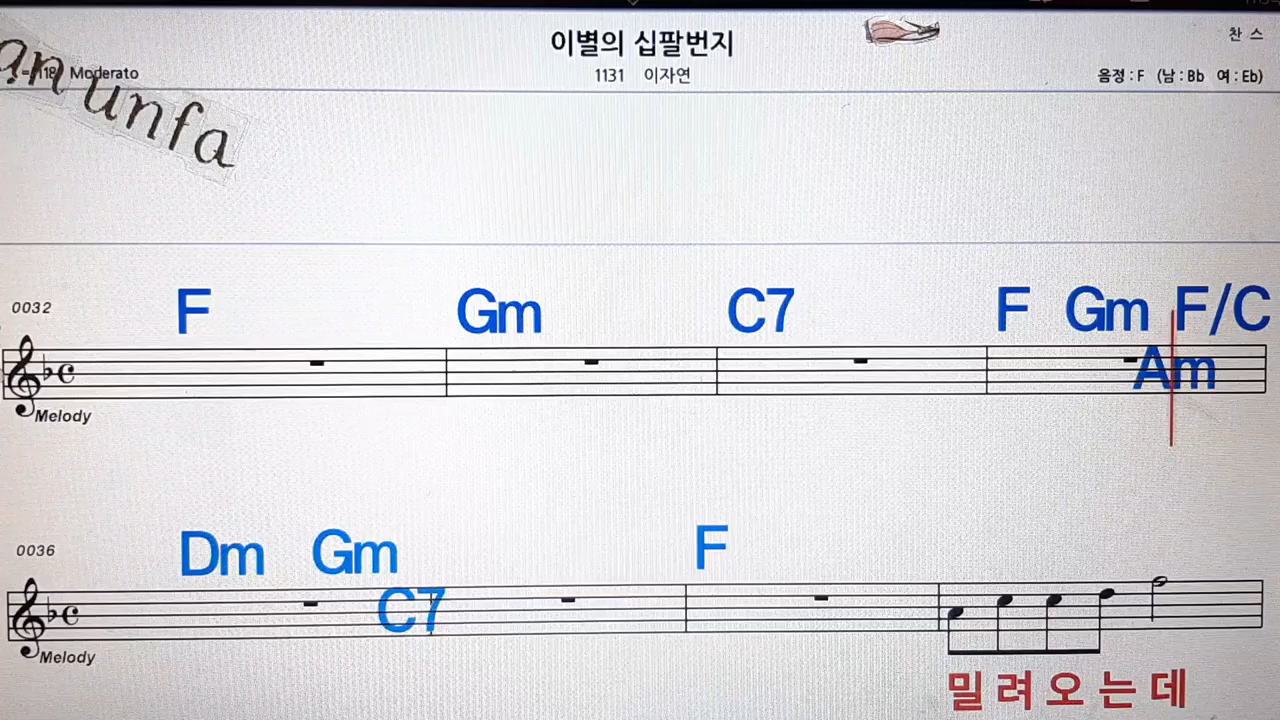 이별의 십팔번지
찬 스
an unfa
=118 Moderato
1131 이자연
음정 : F (남 : Bb 여 : Eb)
0032
F Gm C7 F Gm F/C
Am
Melody
0036
Dm Gm F
C7
Melody
밀 려 오 는 데